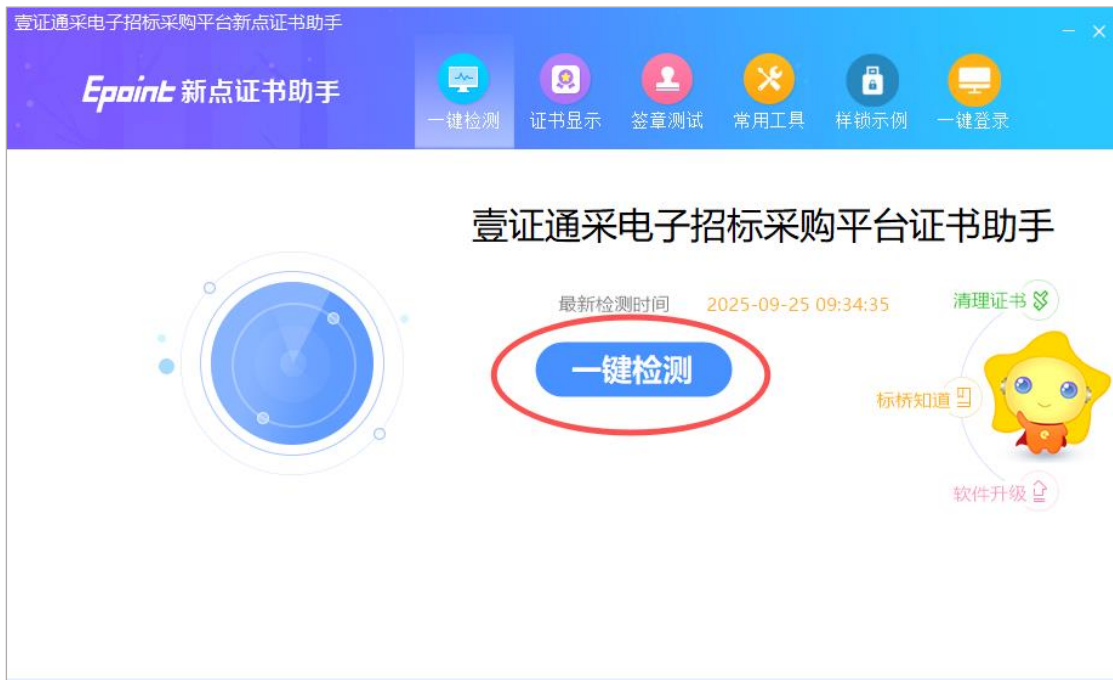 壹证通采电子招标采购平台新点证书助手
Epoint 新点证书助手
一键检测 证书显示 签章测试 常用工具 样锁示例 一键登录
壹证通采电子招标采购平台证书助手
最新检测时间 2025-09-25 09:34:35
清理证书
一键检测
标桥知道
软件升级